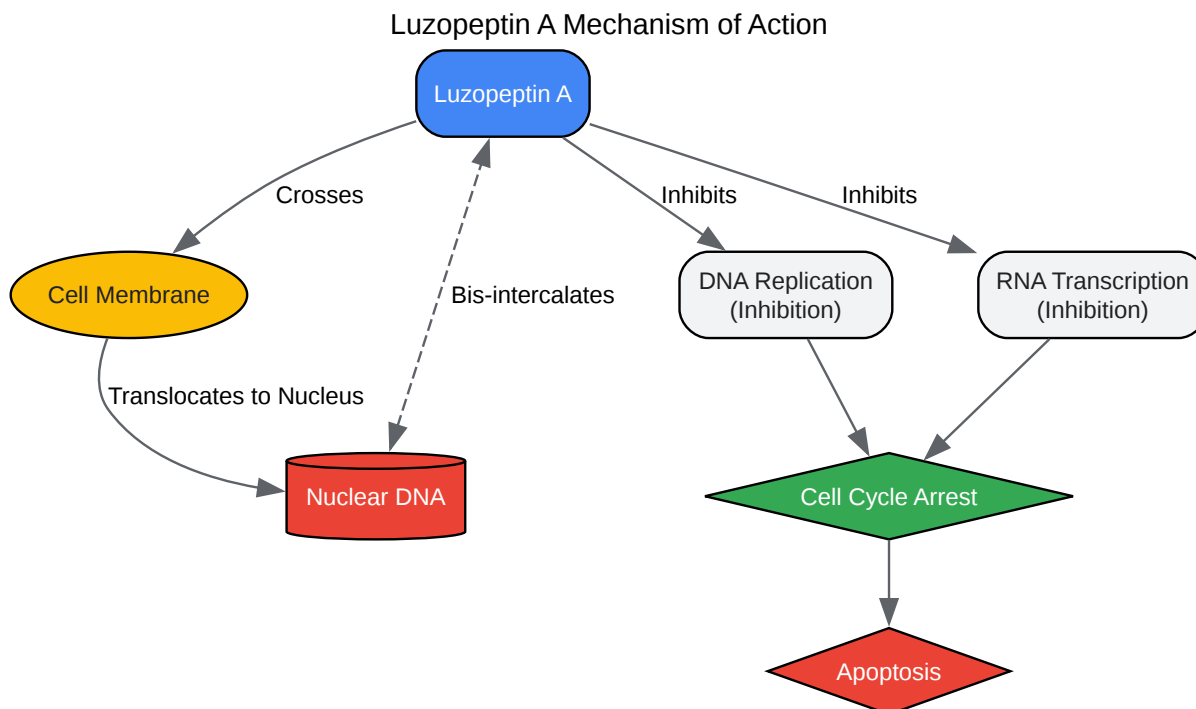 Luzopeptin A Mechanism of Action
Luzopeptin A
Crosses
Inhibits
Inhibits
Cell Membrane
Bis-intercalates
DNA Replication
(Inhibition)
RNA Transcription
(Inhibition)
Translocates to Nucleus
Nuclear DNA
Cell Cycle Arrest
Apoptosis